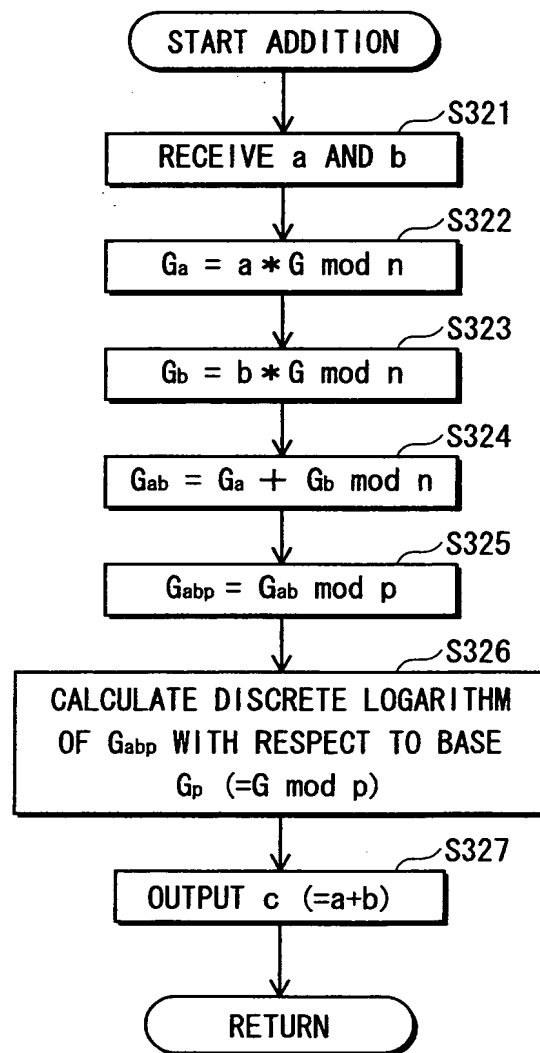 START ADDITION
S321
RECEIVE a AND b
S322
Ga = a * G mod n
S323
Gb = b * G mod n
S324
Gab = Ga + Gb mod n
S325
Gabp = Gab mod p
S326
CALCULATE DISCRETE LOGARITHM
OF Gabp WITH RESPECT TO BASE
Gp (=G mod p)
S327
OUTPUT c (=a+b)
RETURN